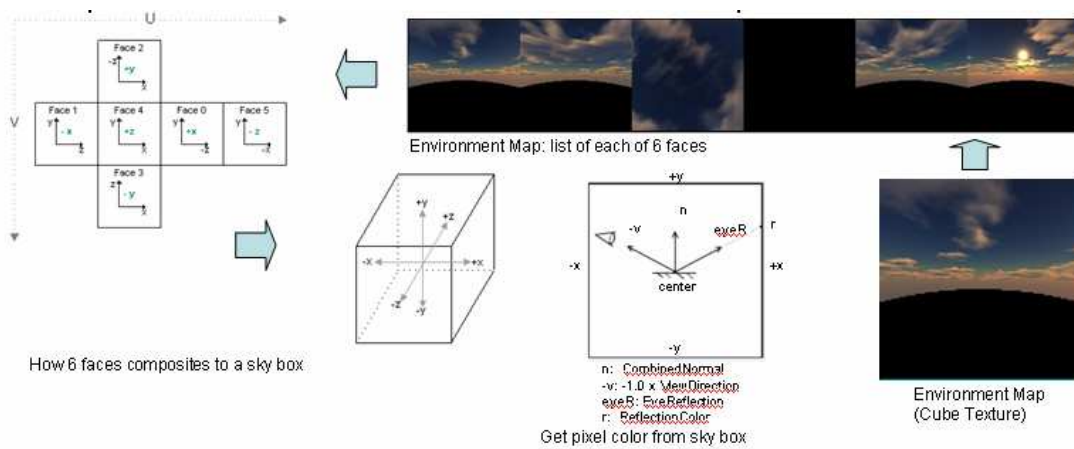 U
V
Face 2
-z
+y
x
Face 1
y
-x
z
Face 4
y
+z
x
Face 0
y
+x
-z
Face 5
y
-z
-x
Face 3
z
-y
x
How 6 faces composites to a sky box
Environment Map: list of each of 6 faces
+y
+z
-x
+x
-z
-y
+y
n
-v
eyeR
r
-x
+x
center
-y
n: CombinedNormal
-v: -1.0 x ViewDirection
eyeR: EyeReflection
r: ReflectionColor
Get pixel color from sky box
Environment Map
(Cube Texture)